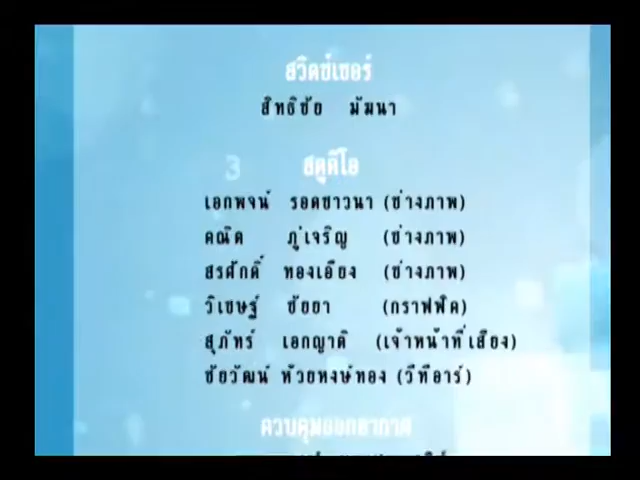 สวิตช์เชอร์
สิทธิชัย มัฆนา
3 สตูดิโอ
เอกพจน์ รอดชาวนา (ช่างภาพ)
คณิต ภู่เจริญ (ช่างภาพ)
สรศักดิ์ ทองเอียง (ช่างภาพ)
วิเชษฐ์ ชัยยา (กราฟฟิค)
สุภัทร์ เอกญาติ (เจ้าหน้าที่เสียง)
ชัยวัฒน์ ห้วยหงษ์ทอง (วีทีอาร์)
ควบคุมออกอากาศ